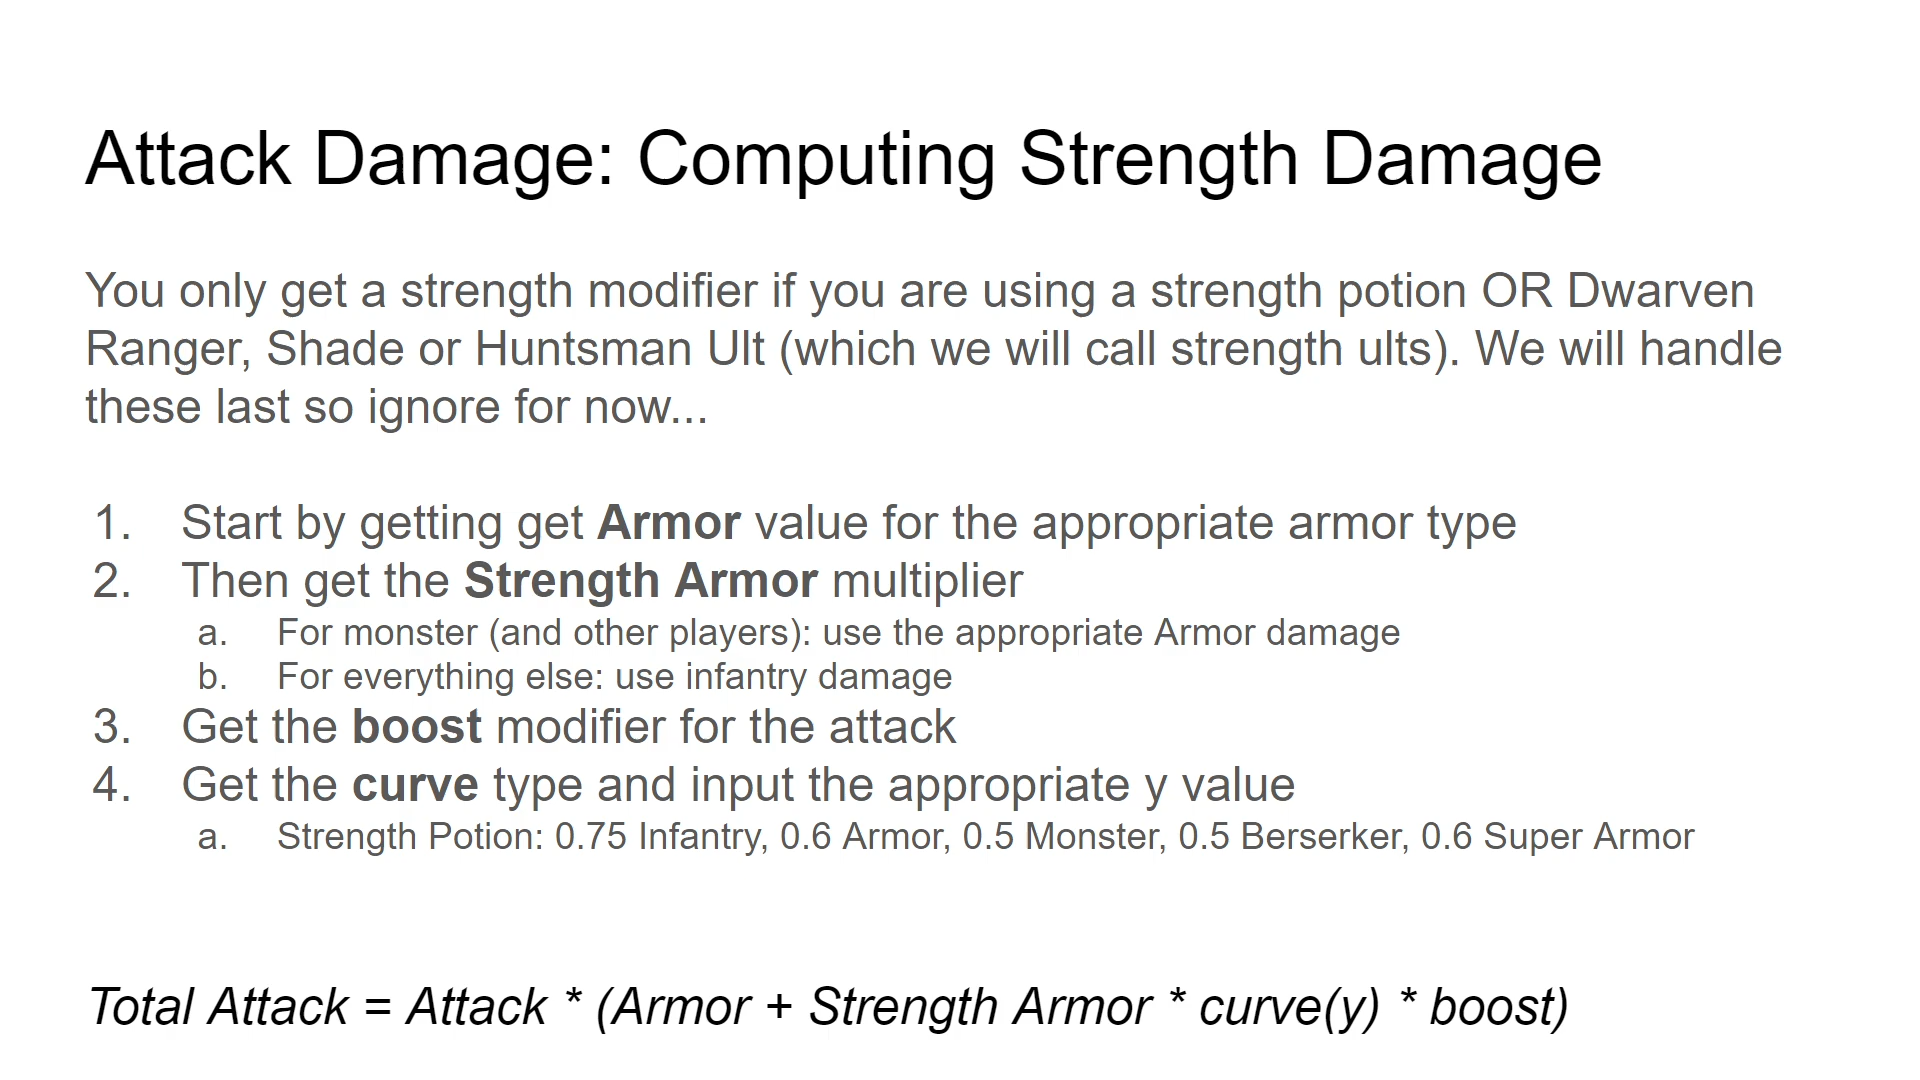 Attack Damage: Computing Strength Damage
You only get a strength modifier if you are using a strength potion OR Dwarven
Ranger, Shade or Huntsman Ult (which we will call strength ults). We will handle
these last so ignore for now...
1. Start by getting get Armor value for the appropriate armor type
2. Then get the Strength Armor multiplier
a. For monster (and other players): use the appropriate Armor damage
b. For everything else: use infantry damage
3. Get the boost modifier for the attack
4. Get the curve type and input the appropriate y value
a. Strength Potion: 0.75 Infantry, 0.6 Armor, 0.5 Monster, 0.5 Berserker, 0.6 Super Armor
Total Attack = Attack * (Armor + Strength Armor * curve(y) * boost)